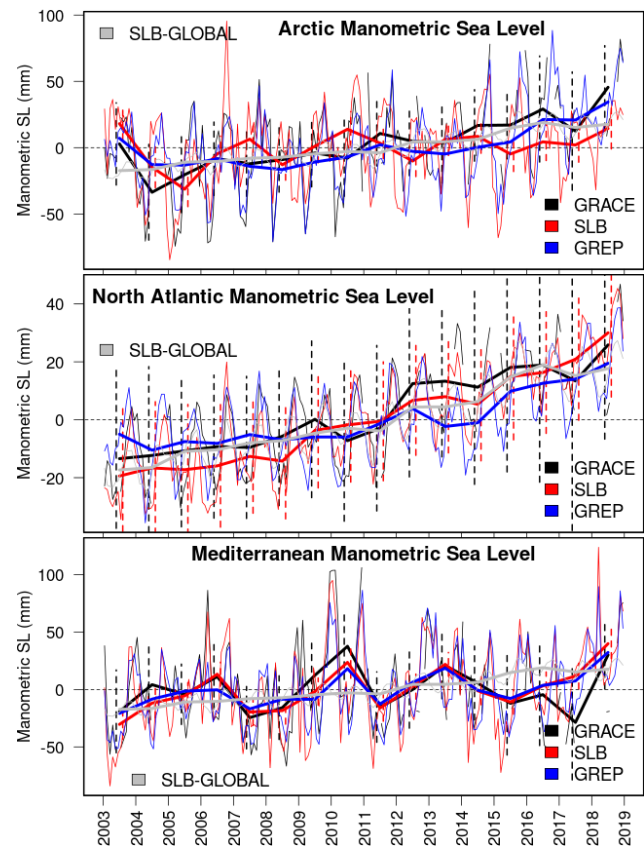 Arctic Manometric Sea Level
SLB-GLOBAL
Manometric SL (mm)
100
50
0
-50
GRACE
SLB
GREP
North Atlantic Manometric Sea Level
SLB-GLOBAL
Manometric SL (mm)
40
20
0
-20
GRACE
SLB
GREP
Mediterranean Manometric Sea Level
Manometric SL (mm)
100
50
0
-50
GRACE
SLB
GREP
SLB-GLOBAL
2003 2004 2005 2006 2007 2008 2009 2010 2011 2012 2013 2014 2015 2016 2017 2018 2019